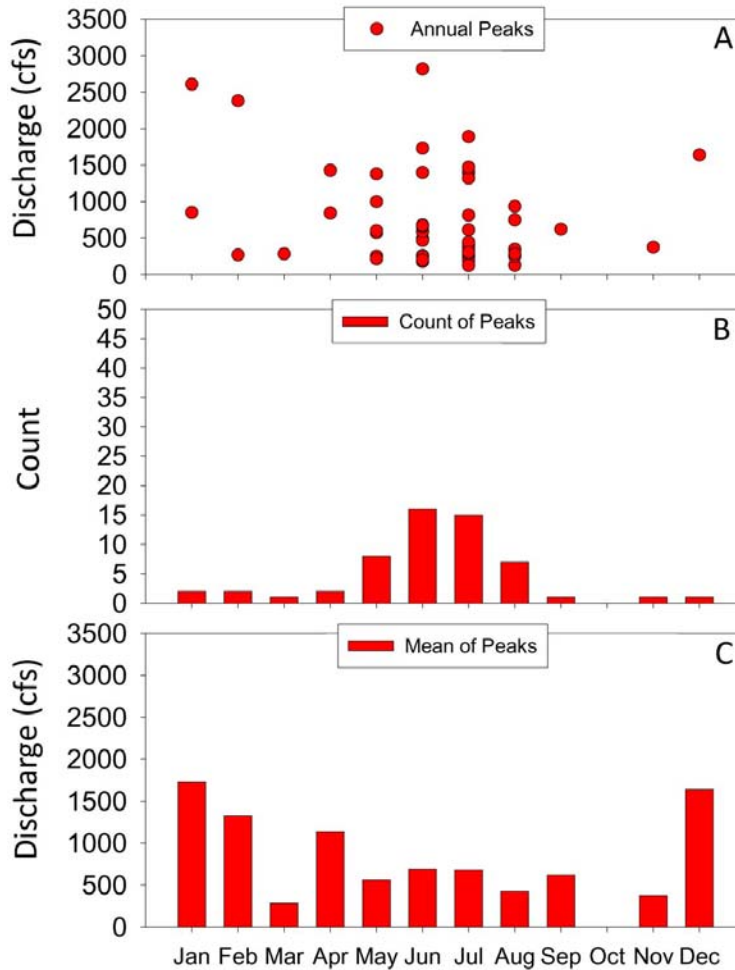 Annual Peaks
A
Discharge (cfs)
3500
3000
2500
2000
1500
1000
500
0
Count of Peaks
B
Count
50
45
40
35
30
25
20
15
10
5
0
Mean of Peaks
C
Discharge (cfs)
3500
3000
2500
2000
1500
1000
500
0
Jan Feb Mar Apr May Jun Jul Aug Sep Oct Nov Dec